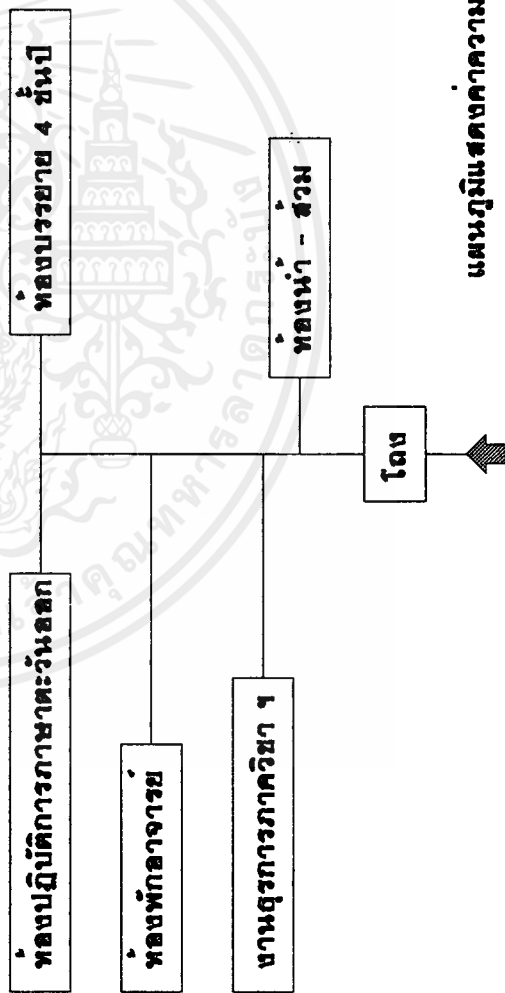 ห้องปฏิบัติการภาษาตะวันออก
ห้องบรรยาย 4 ชั้นปี
ห้องพักอาจารย์
งานธุรการภาควิชา ฯ
ห้องน้ำ - ส้วม
โถง
แผนภูมิแสดงค่าความ